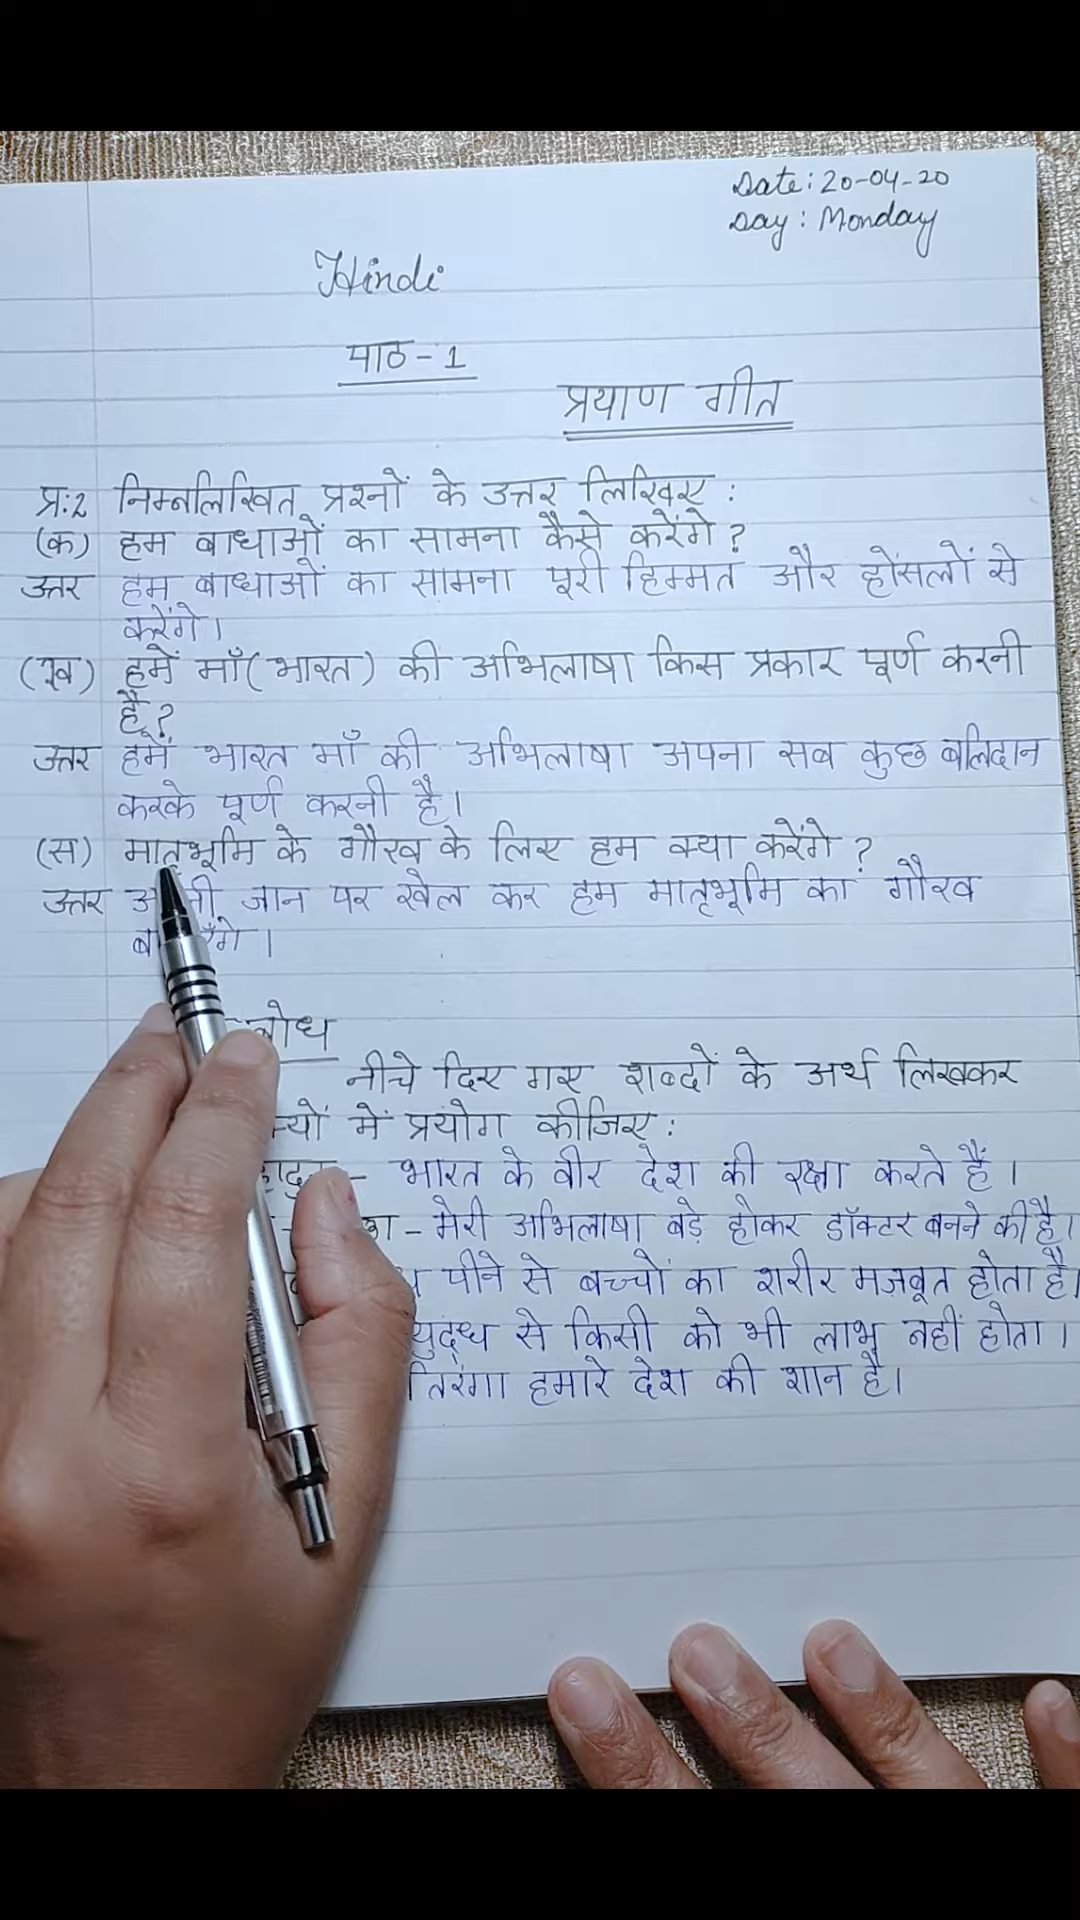 Date: 20-04-20
Day: Monday
Hindi
पाठ - 1
प्रयाण गीत
प्र:2 निम्नलिखित प्रश्नों के उत्तर लिखिए :
(क) हम बाधाओं का सामना कैसे करेंगे ?
उत्तर हम बाधाओं का सामना पूरी हिम्मत और होंसलों से
करेंगे।
(ख) हमें माँ (भारत) की अभिलाषा किस प्रकार पूर्ण करनी
है ?
उत्तर हमें भारत माँ की अभिलाषा अपना सब कुछ बलिदान
करके पूर्ण करनी है।
(स) मातृभूमि के गौरव के लिए हम क्या करेंगे ?
उत्तर जान पर खेल कर हम मातृभूमि का गौरव
बोध
नीचे दिए गए शब्दों के अर्थ लिखकर
में प्रयोग कीजिए :
- भारत के वीर देश की रक्षा करते हैं।
- मेरी अभिलाषा बड़े होकर डॉक्टर बनने की है।
पीने से बच्चों का शरीर मज़बूत होता है।
युद्ध से किसी को भी लाभ नहीं होता।
तिरंगा हमारे देश की शान है।